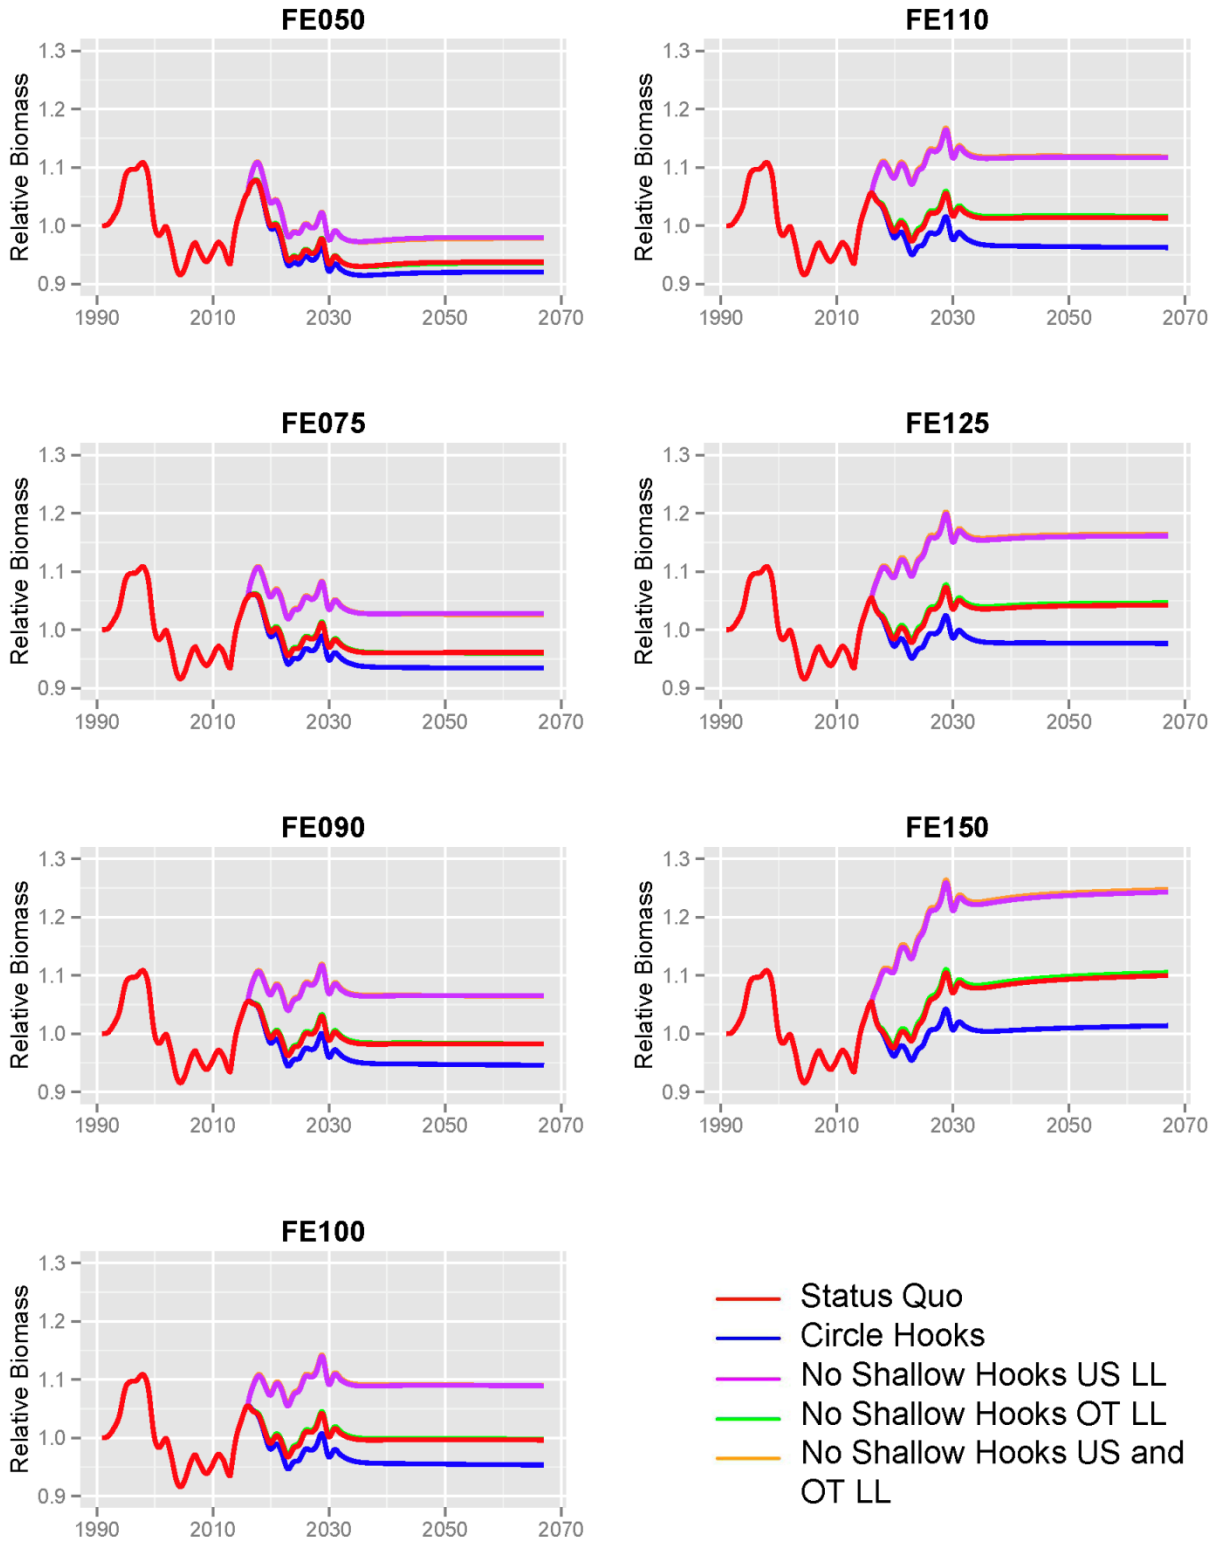 FE050
1.3
1.2
1.1
1.0
0.9
Relative Biomass
1990 2010 2030 2050 2070
FE110
1.3
1.2
1.1
1.0
0.9
Relative Biomass
1990 2010 2030 2050 2070
FE075
1.3
1.2
1.1
1.0
0.9
Relative Biomass
1990 2010 2030 2050 2070
FE125
1.3
1.2
1.1
1.0
0.9
Relative Biomass
1990 2010 2030 2050 2070
FE090
1.3
1.2
1.1
1.0
0.9
Relative Biomass
1990 2010 2030 2050 2070
FE150
1.3
1.2
1.1
1.0
0.9
Relative Biomass
1990 2010 2030 2050 2070
FE100
1.3
1.2
1.1
1.0
0.9
Relative Biomass
1990 2010 2030 2050 2070
Status Quo
Circle Hooks
No Shallow Hooks US LL
No Shallow Hooks OT LL
No Shallow Hooks US and
OT LL